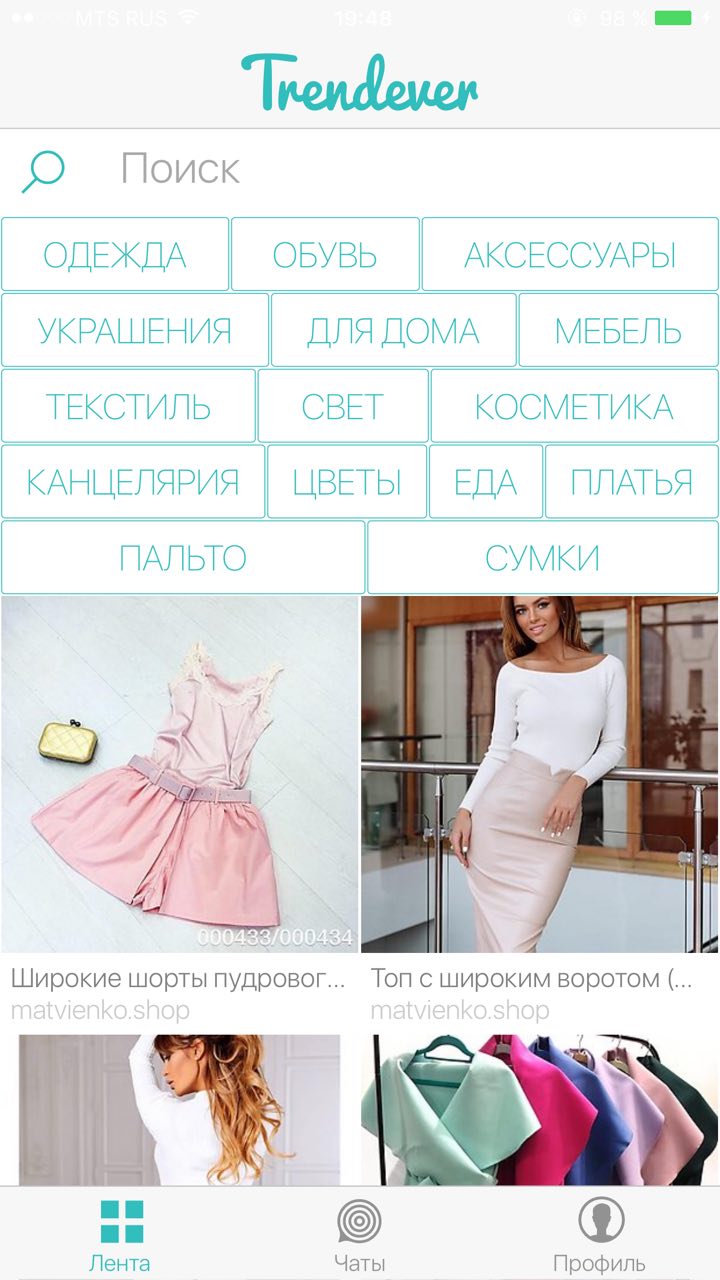 MTS RUS 19:48 98 %
Trendever
Поиск
ОДЕЖДА ОБУВЬ АКСЕССУАРЫ
УКРАШЕНИЯ ДЛЯ ДОМА МЕБЕЛЬ
ТЕКСТИЛЬ СВЕТ КОСМЕТИКА
КАНЦЕЛЯРИЯ ЦВЕТЫ ЕДА ПЛАТЬЯ
ПАЛЬТО СУМКИ
000433/000434
Широкие шорты пудровог... Топ с широким воротом (...
matvienko.shop matvienko.shop
Лента Чаты Профиль